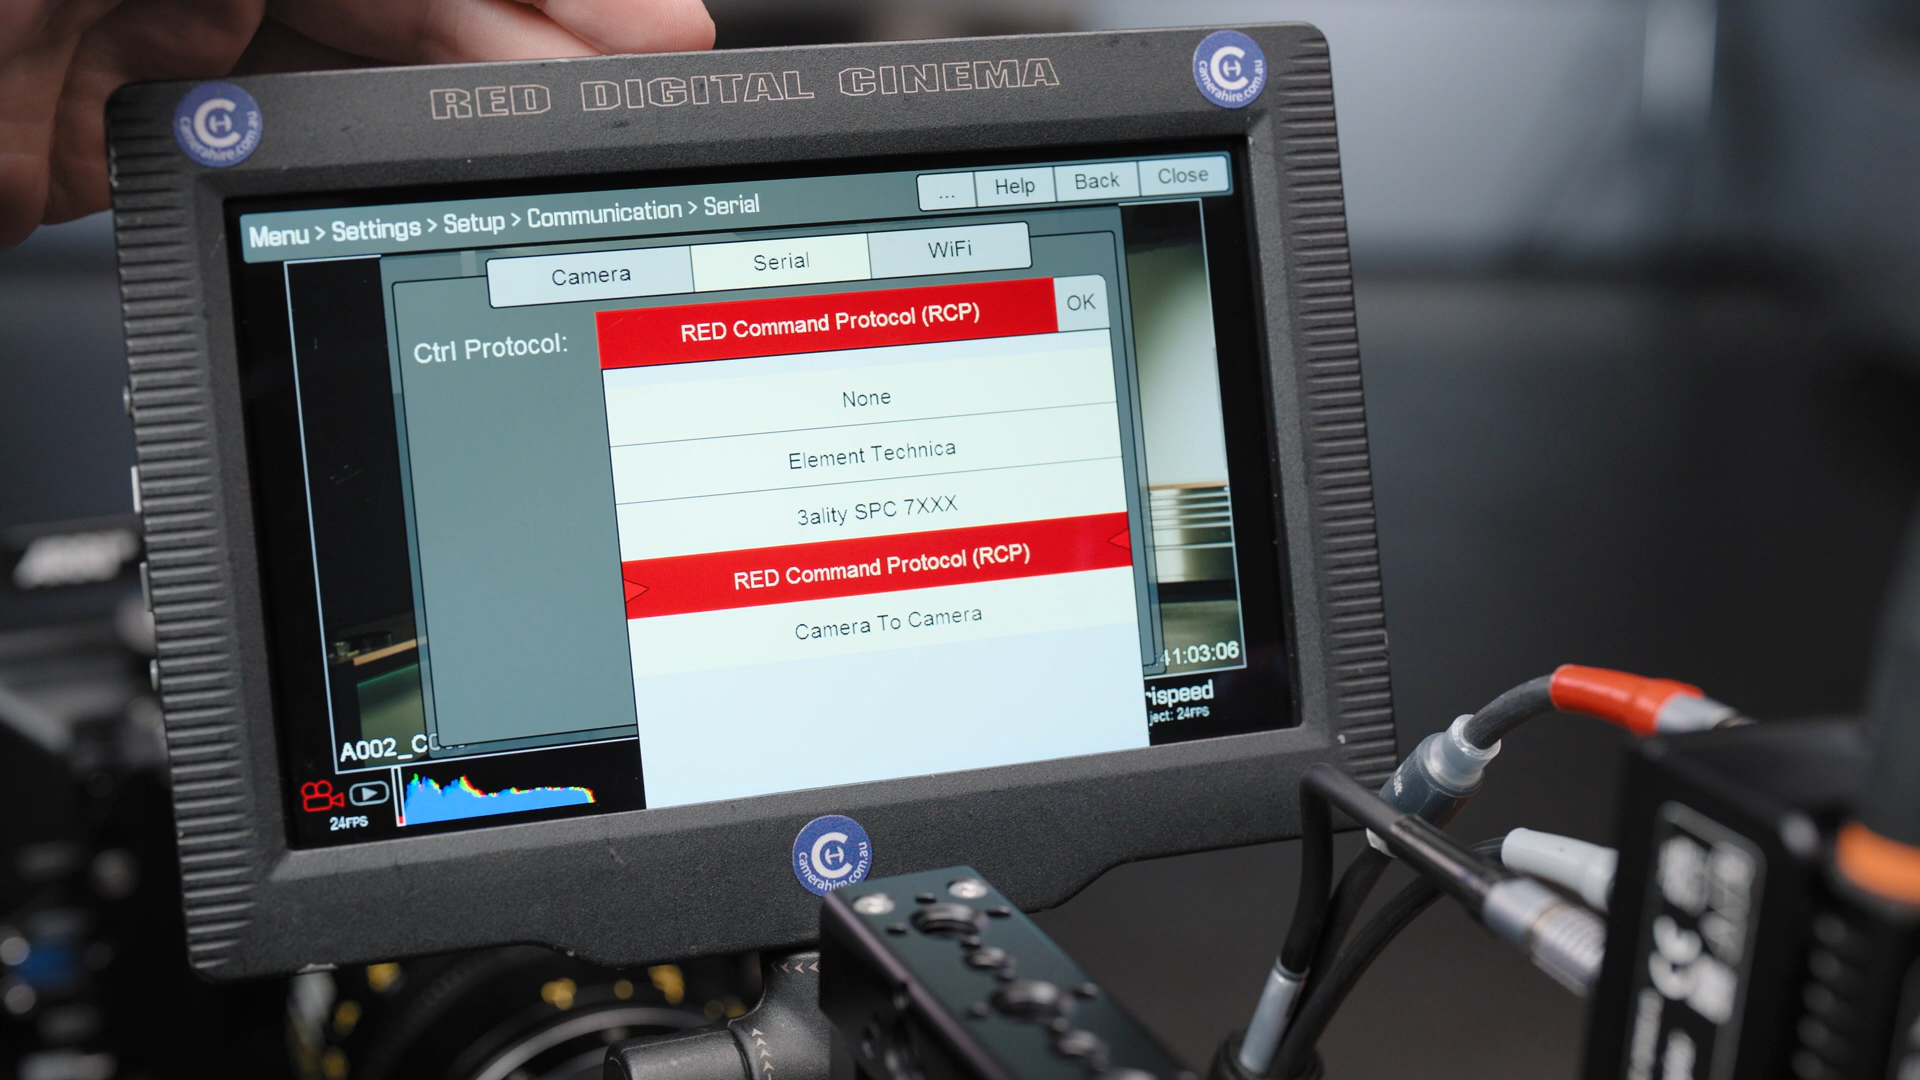 RED DIGITAL CINEMA
camerahire.com.au
camerahire.com.au
... Help Back Close
Menu > Settings > Setup > Communication > Serial
Camera Serial WiFi
Ctrl Protocol: RED Command Protocol (RCP) OK
None
Element Technica
3ality SPC 7XXX
RED Command Protocol (RCP)
Camera To Camera
41:03:06
rispeed
ject: 24FPS
A002_C
24FPS
camerahire.com.au